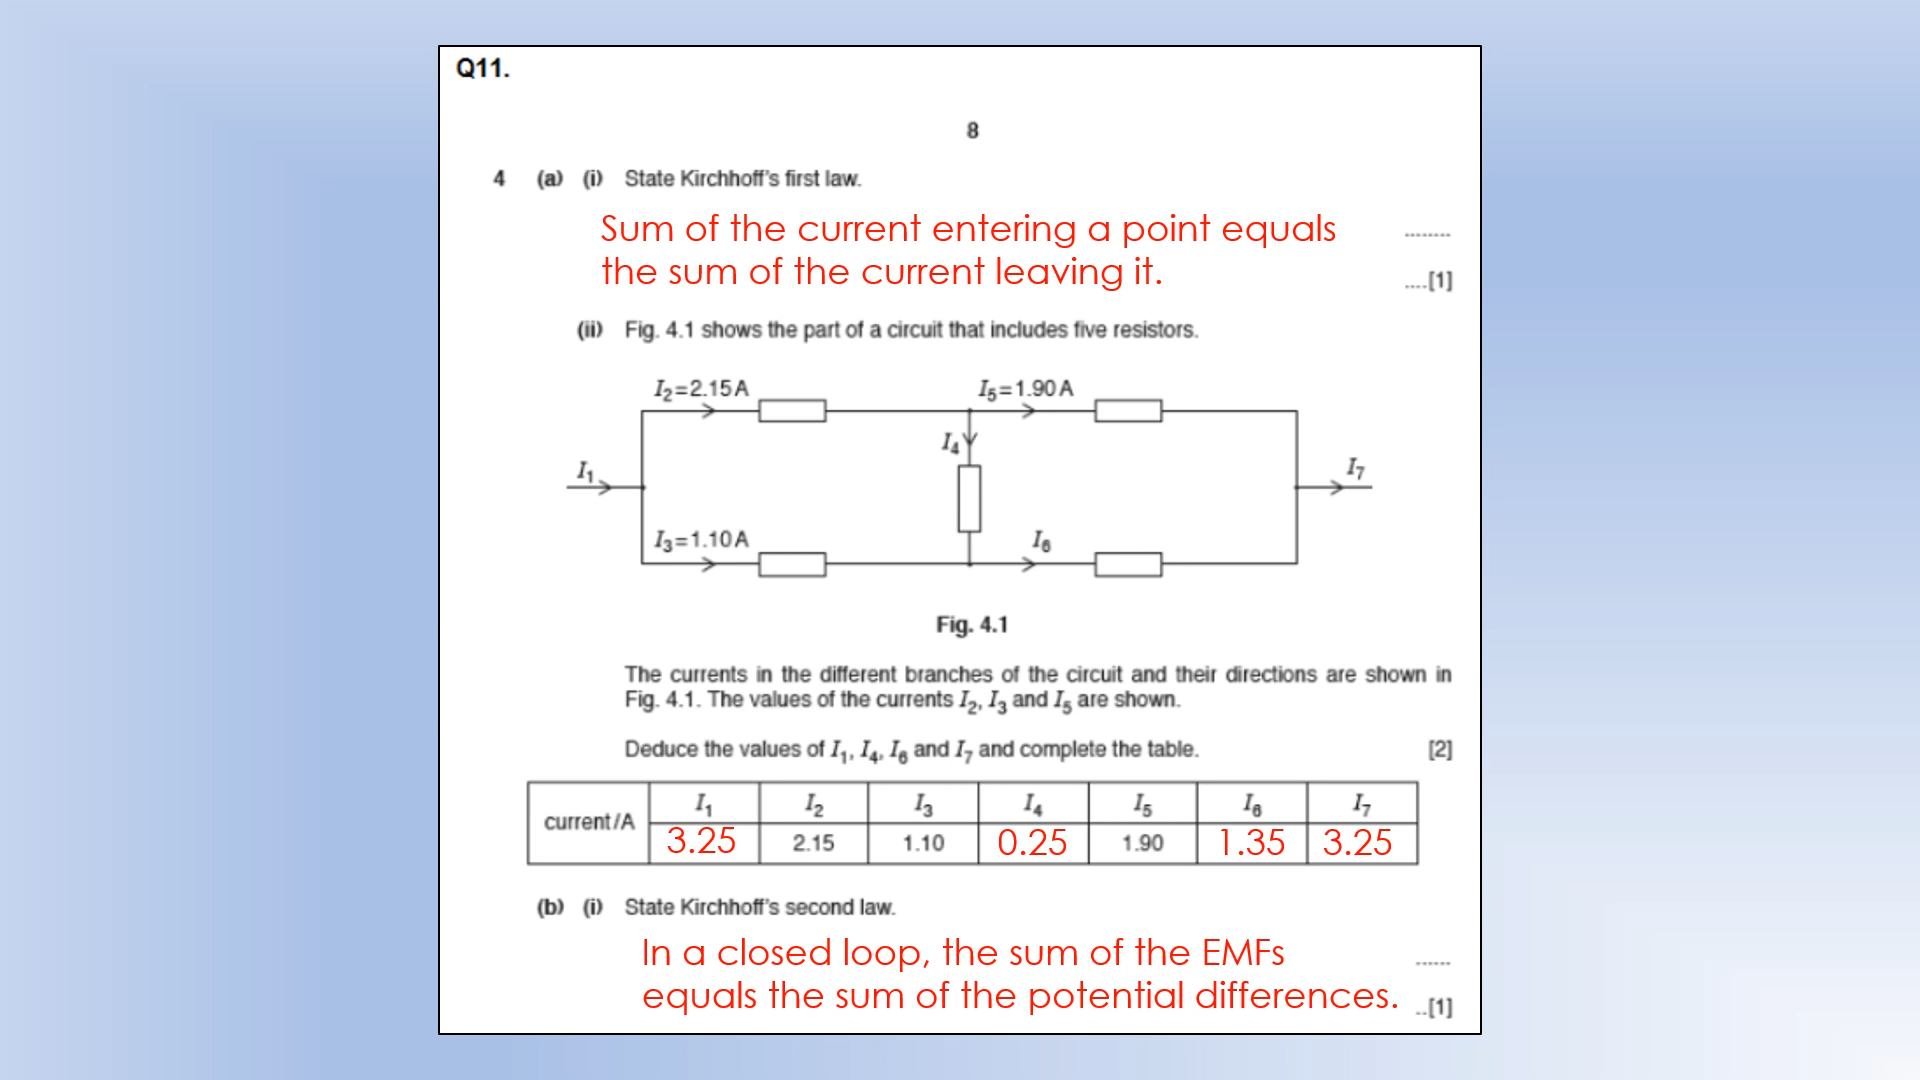 Q11.
8
4 (a) (i) State Kirchhoff's first law.
Sum of the current entering a point equals ........
the sum of the current leaving it. ....[1]
(ii) Fig. 4.1 shows the part of a circuit that includes five resistors.
I₂=2.15A I₅=1.90A
I₄
I₁ I₇
I₃=1.10A I₆
Fig. 4.1
The currents in the different branches of the circuit and their directions are shown in
Fig. 4.1. The values of the currents I₂, I₃ and I₅ are shown.
Deduce the values of I₁, I₄, I₆ and I₇ and complete the table. [2]
current/A I₁ I₂ I₃ I₄ I₅ I₆ I₇
3.25 2.15 1.10 0.25 1.90 1.35 3.25
(b) (i) State Kirchhoff's second law.
In a closed loop, the sum of the EMFs ......
equals the sum of the potential differences. ..[1]